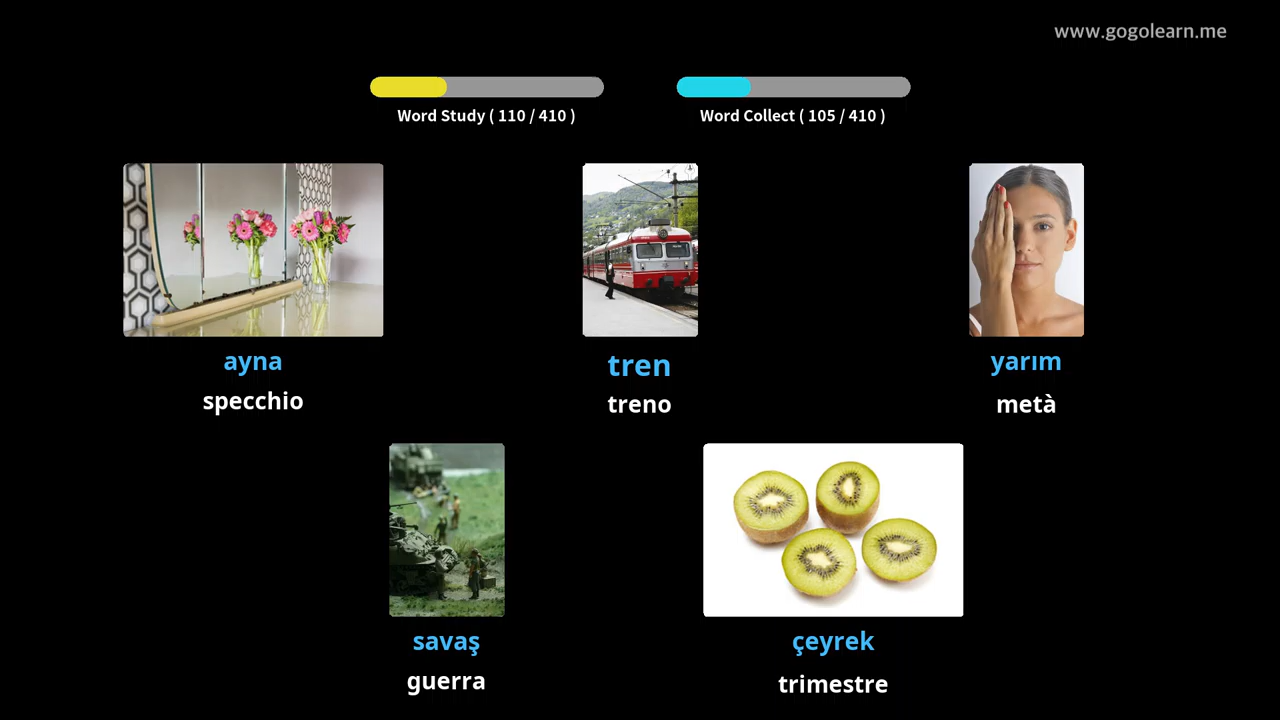 www.gogolearn.me
Word Study ( 110 / 410 )
Word Collect ( 105 / 410 )
ayna
specchio
tren
treno
yarım
metà
savaş
guerra
çeyrek
trimestre